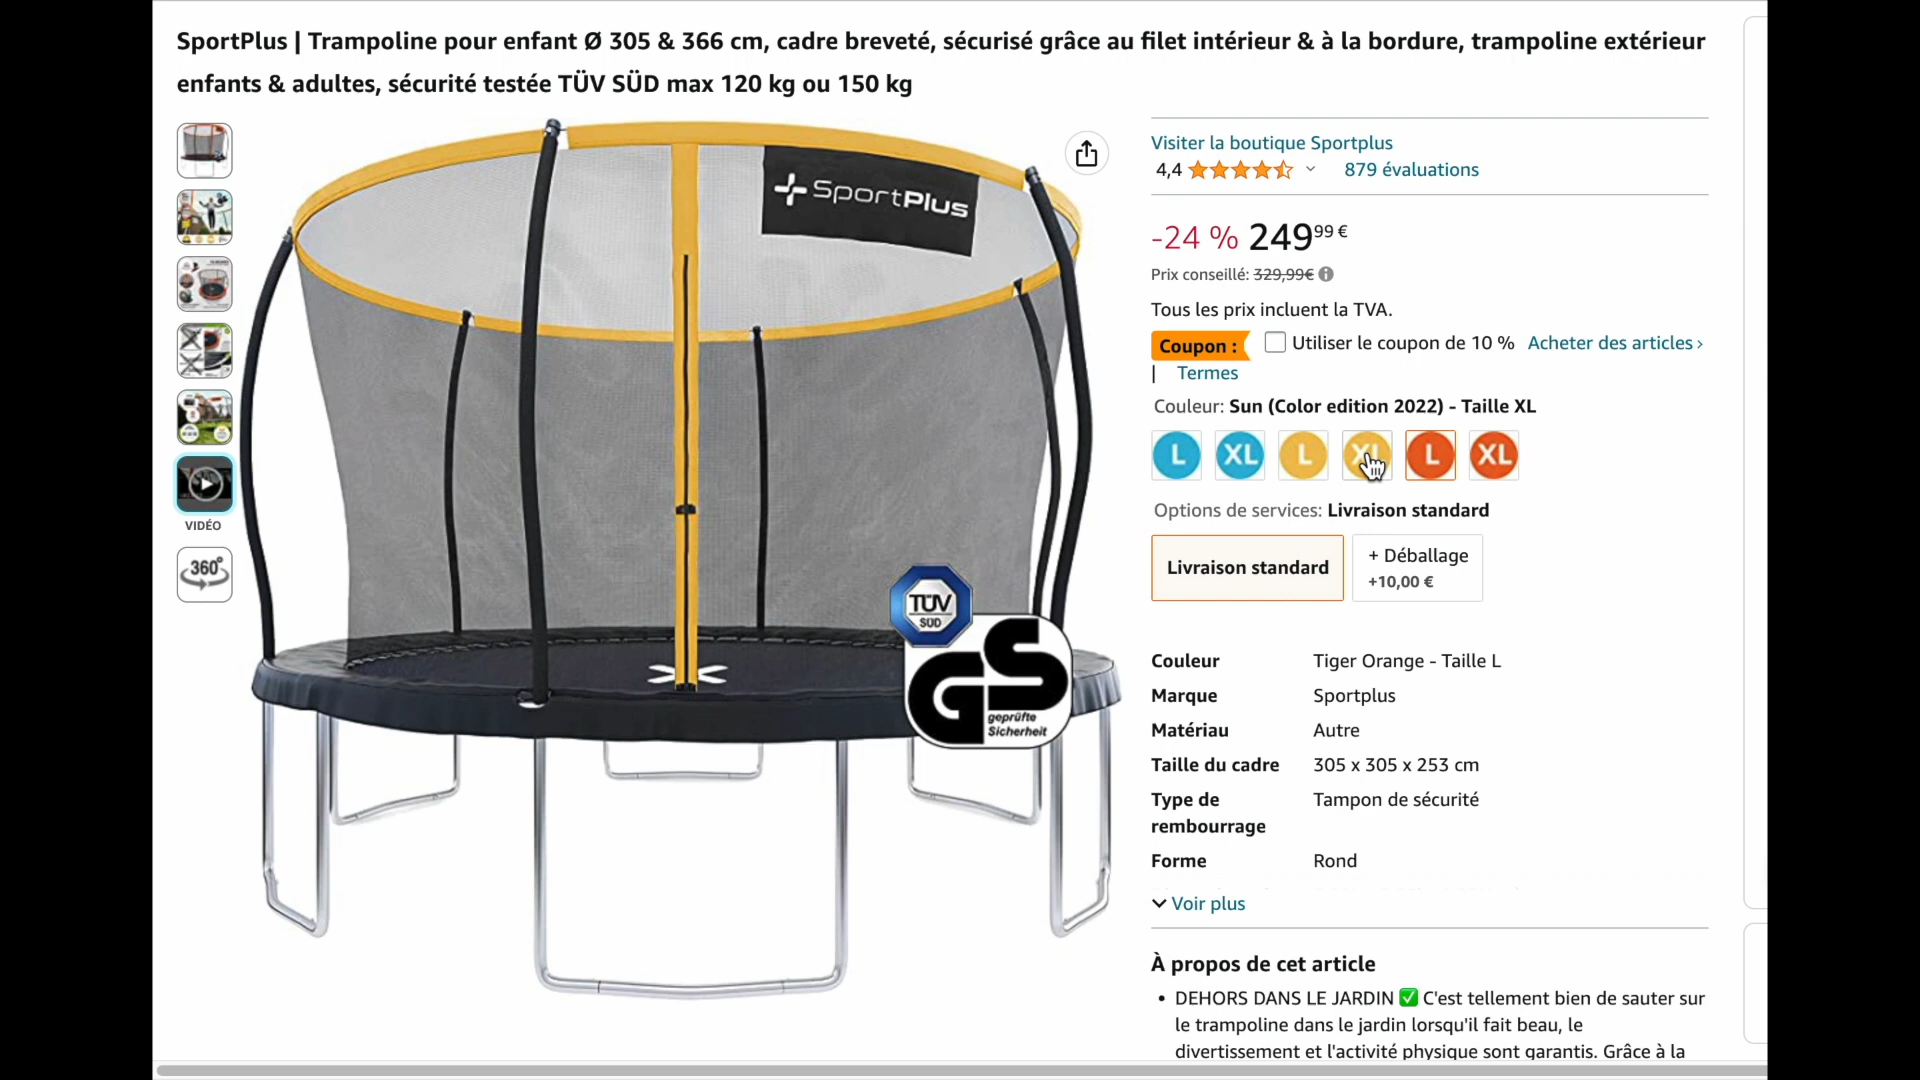 SportPlus | Trampoline pour enfant Ø 305 & 366 cm, cadre breveté, sécurisé grâce au filet intérieur & à la bordure, trampoline extérieur
enfants & adultes, sécurité testée TÜV SÜD max 120 kg ou 150 kg
VIDÉO
360°
SportPlus
TÜV
SÜD
GS
geprüfte
Sicherheit
Visiter la boutique Sportplus
4,4 879 évaluations
-24 % 249 99 €
Prix conseillé: 329,99€
Tous les prix incluent la TVA.
Coupon : Utiliser le coupon de 10 % Acheter des articles ›
| Termes
Couleur: Sun (Color edition 2022) - Taille XL
L XL L XL L XL
Options de services: Livraison standard
Livraison standard
+ Déballage
+10,00 €
Couleur Tiger Orange - Taille L
Marque Sportplus
Matériau Autre
Taille du cadre 305 x 305 x 253 cm
Type de Tampon de sécurité
rembourrage
Forme Rond
Voir plus
À propos de cet article
• DEHORS DANS LE JARDIN ✅ C'est tellement bien de sauter sur
le trampoline dans le jardin lorsqu'il fait beau, le
divertissement et l'activité physique sont garantis. Grâce à la